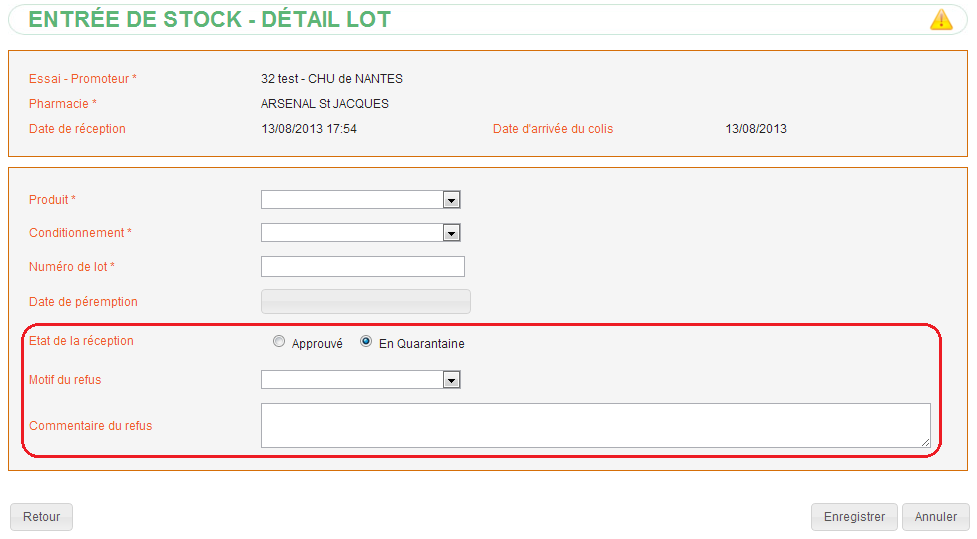 ENTRÉE DE STOCK - DÉTAIL LOT
Essai - Promoteur * 32 test - CHU de NANTES
Pharmacie * ARSENAL St JACQUES
Date de réception 13/08/2013 17:54 Date d'arrivée du colis 13/08/2013
Produit *
Conditionnement *
Numéro de lot *
Date de péremption
Etat de la réception Approuvé En Quarantaine
Motif du refus
Commentaire du refus
Retour Enregistrer Annuler